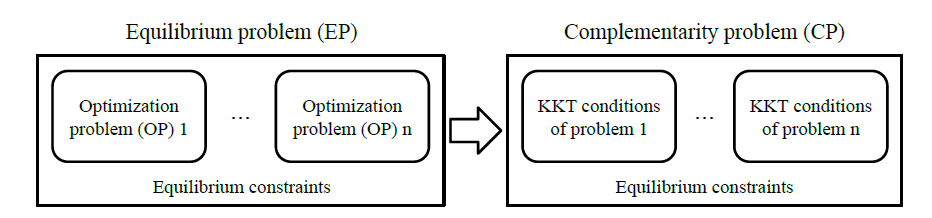 Equilibrium problem (EP)
Complementarity problem (CP)
Optimization
problem (OP) 1
...
Optimization
problem (OP) n
Equilibrium constraints
KKT conditions
of problem 1
...
KKT conditions
of problem n
Equilibrium constraints